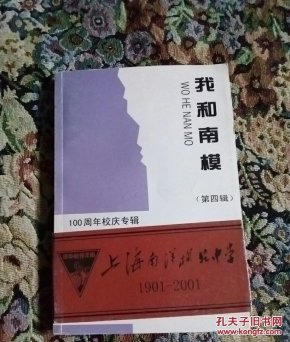 我和南模
WO HE NAN MO
(第四辑)
100周年校庆专辑
上海南洋模范中学
1901-2001
孔夫子旧书网